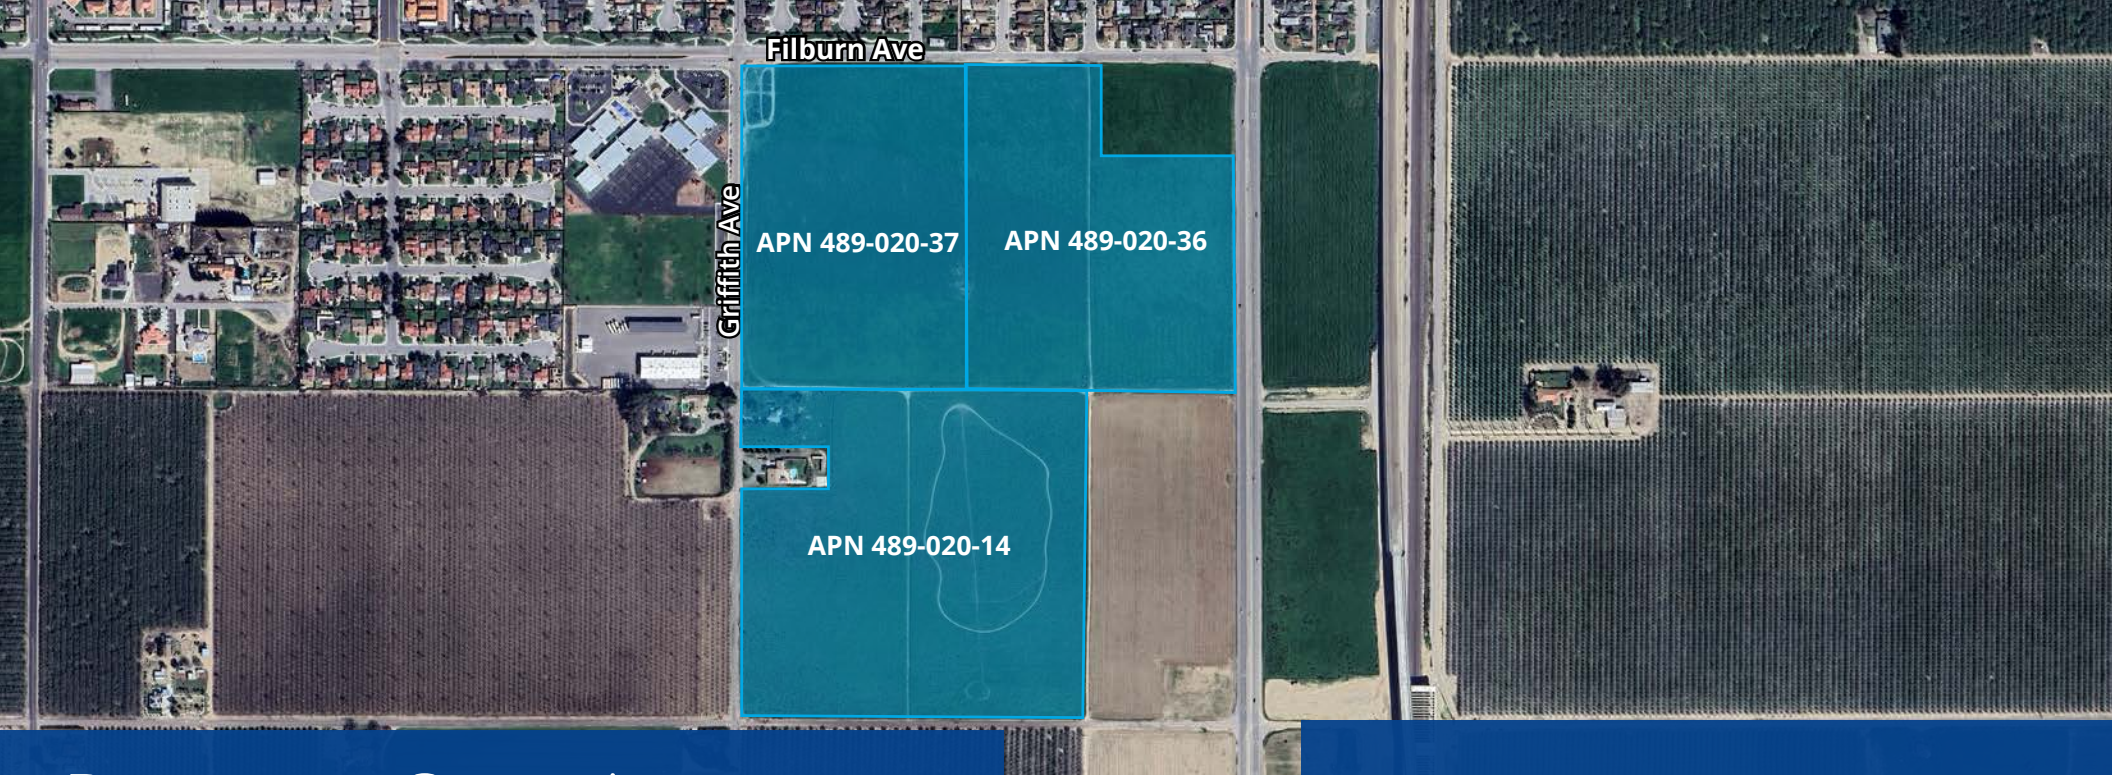 Filburn Ave
Griffith Ave
APN 489-020-37
APN 489-020-36
APN 489-020-14